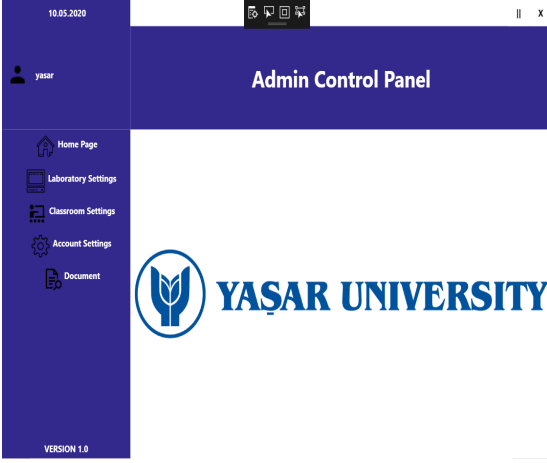 10.05.2020
|| X
yasar
Admin Control Panel
Home Page
Laboratory Settings
Classroom Settings
Account Settings
Document
YAŞAR UNIVERSITY
VERSION 1.0